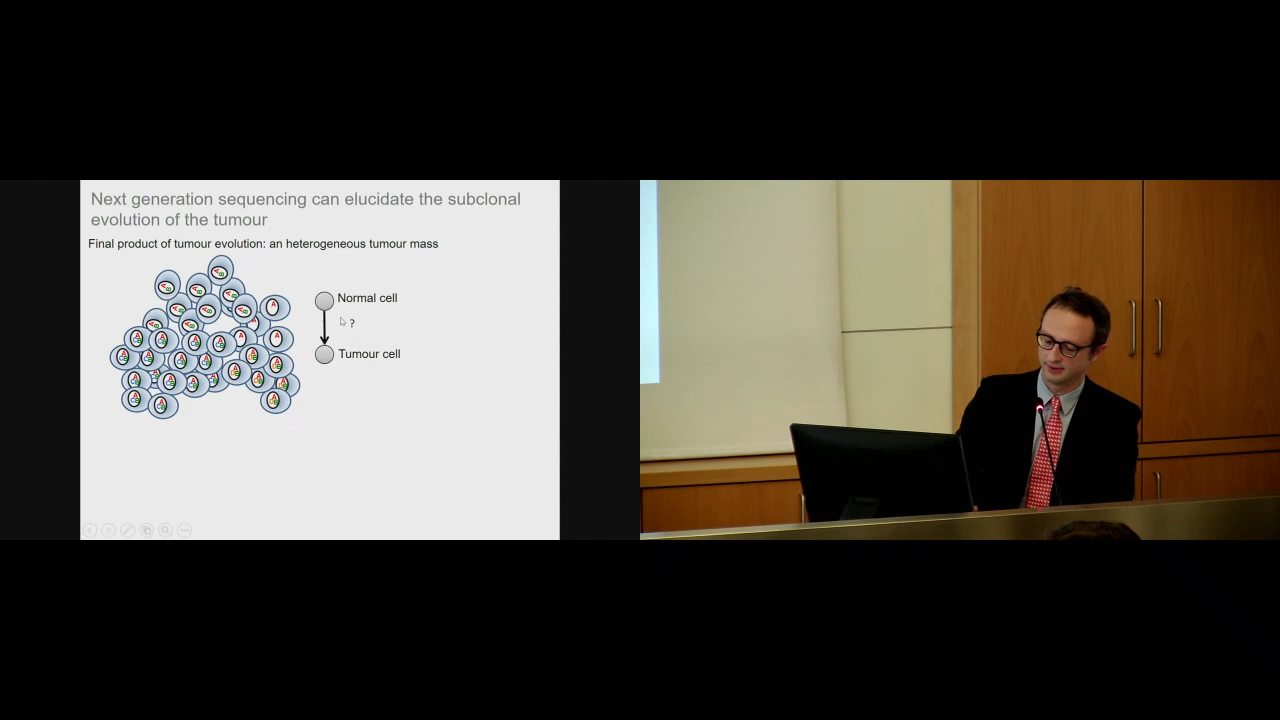 Next generation sequencing can elucidate the subclonal
evolution of the tumour
Final product of tumour evolution: an heterogeneous tumour mass
Normal cell
?
Tumour cell